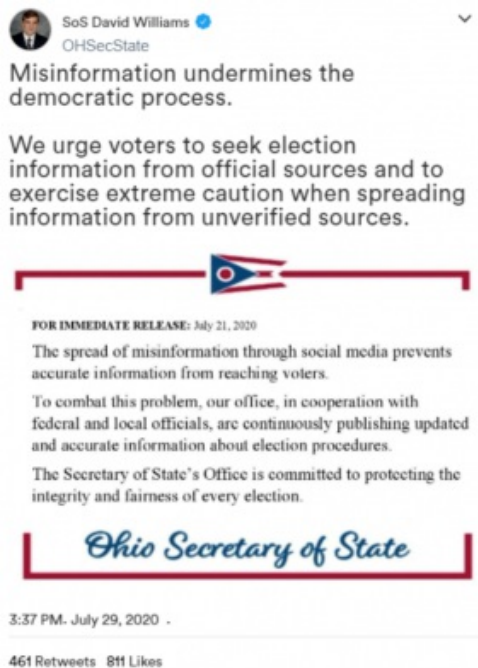 SoS David Williams
OHSecState
Misinformation undermines the
democratic process.
We urge voters to seek election
information from official sources and to
exercise extreme caution when spreading
information from unverified sources.
FOR IMMEDIATE RELEASE: July 21, 2020
The spread of misinformation through social media prevents
accurate information from reaching voters.
To combat this problem, our office, in cooperation with
federal and local officials, are continuously publishing updated
and accurate information about election procedures.
The Secretary of State's Office is committed to protecting the
integrity and fairness of every election.
Ohio Secretary of State
3:37 PM. July 29, 2020 .
461 Retweets 811 Likes